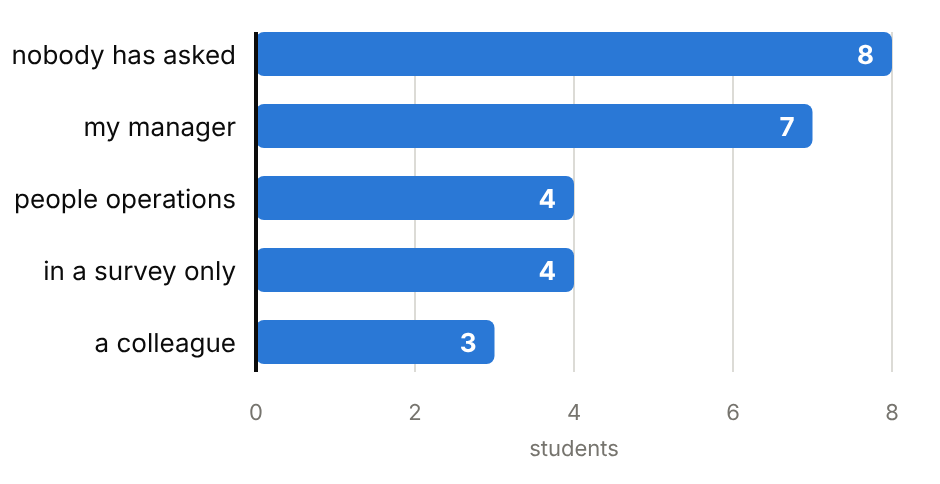 nobody has asked 8
my manager 7
people operations 4
in a survey only 4
a colleague 3
0 2 4 6 8
students